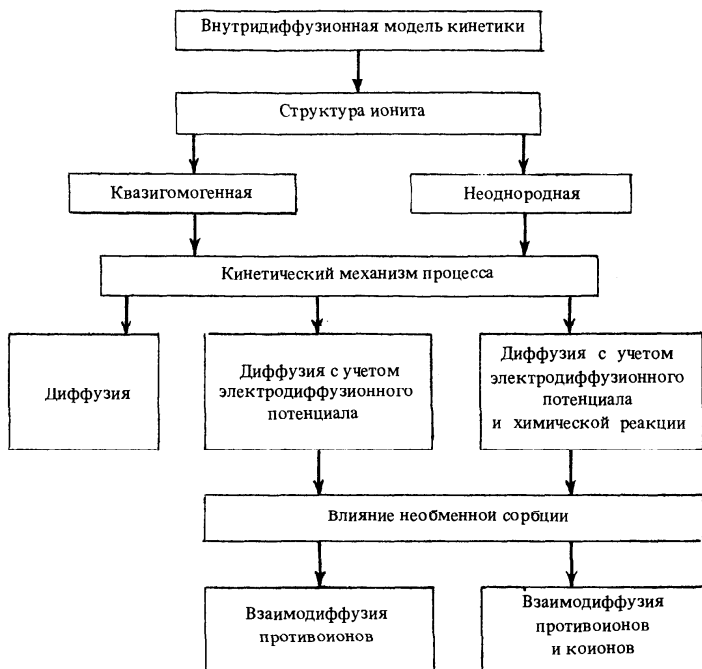 Внутридиффузионная модель кинетики
Структура ионита
Квазигомогенная
Неоднородная
Кинетический механизм процесса
Диффузия
Диффузия с учетом
электродиффузионного
потенциала
Диффузия с учетом
электродиффузионного
потенциала
и химической реакции
Влияние необменной сорбции
Взаимодиффузия
противоионов
Взаимодиффузия
противоионов
и коионов